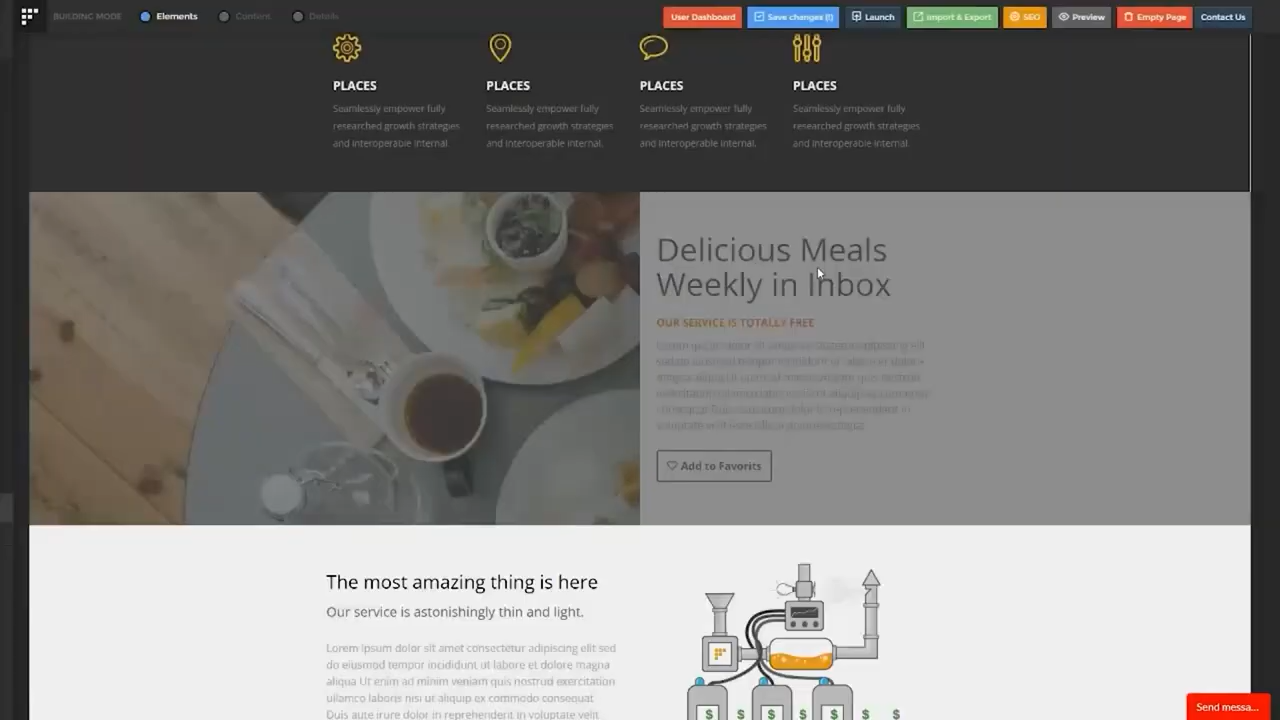 BUILDING MODE
Elements
Content
Details
User Dashboard
Save changes (1)
Launch
Import & Export
SEO
Preview
Empty Page
Contact Us
PLACES
Seamlessly empower fully
researched growth strategies
and interoperable internal.
PLACES
Seamlessly empower fully
researched growth strategies
and interoperable internal.
PLACES
Seamlessly empower fully
researched growth strategies
and interoperable internal.
PLACES
Seamlessly empower fully
researched growth strategies
and interoperable internal.
Delicious Meals
Weekly in Inbox
OUR SERVICE IS TOTALLY FREE
Add to Favorits
The most amazing thing is here
Our service is astonishingly thin and light.
Lorem ipsum dolor sit amet consectetur adipiscing elit sed
do eiusmod tempor incididunt ut labore et dolore magna
aliqua Ut enim ad minim veniam quis nostrud exercitation
ullamco laboris nisi ut aliquip ex commodo consequat
Duis aute irure dolor in reprehenderit in voluptate velit
$ $ $ $ $ $ $
Send messa...